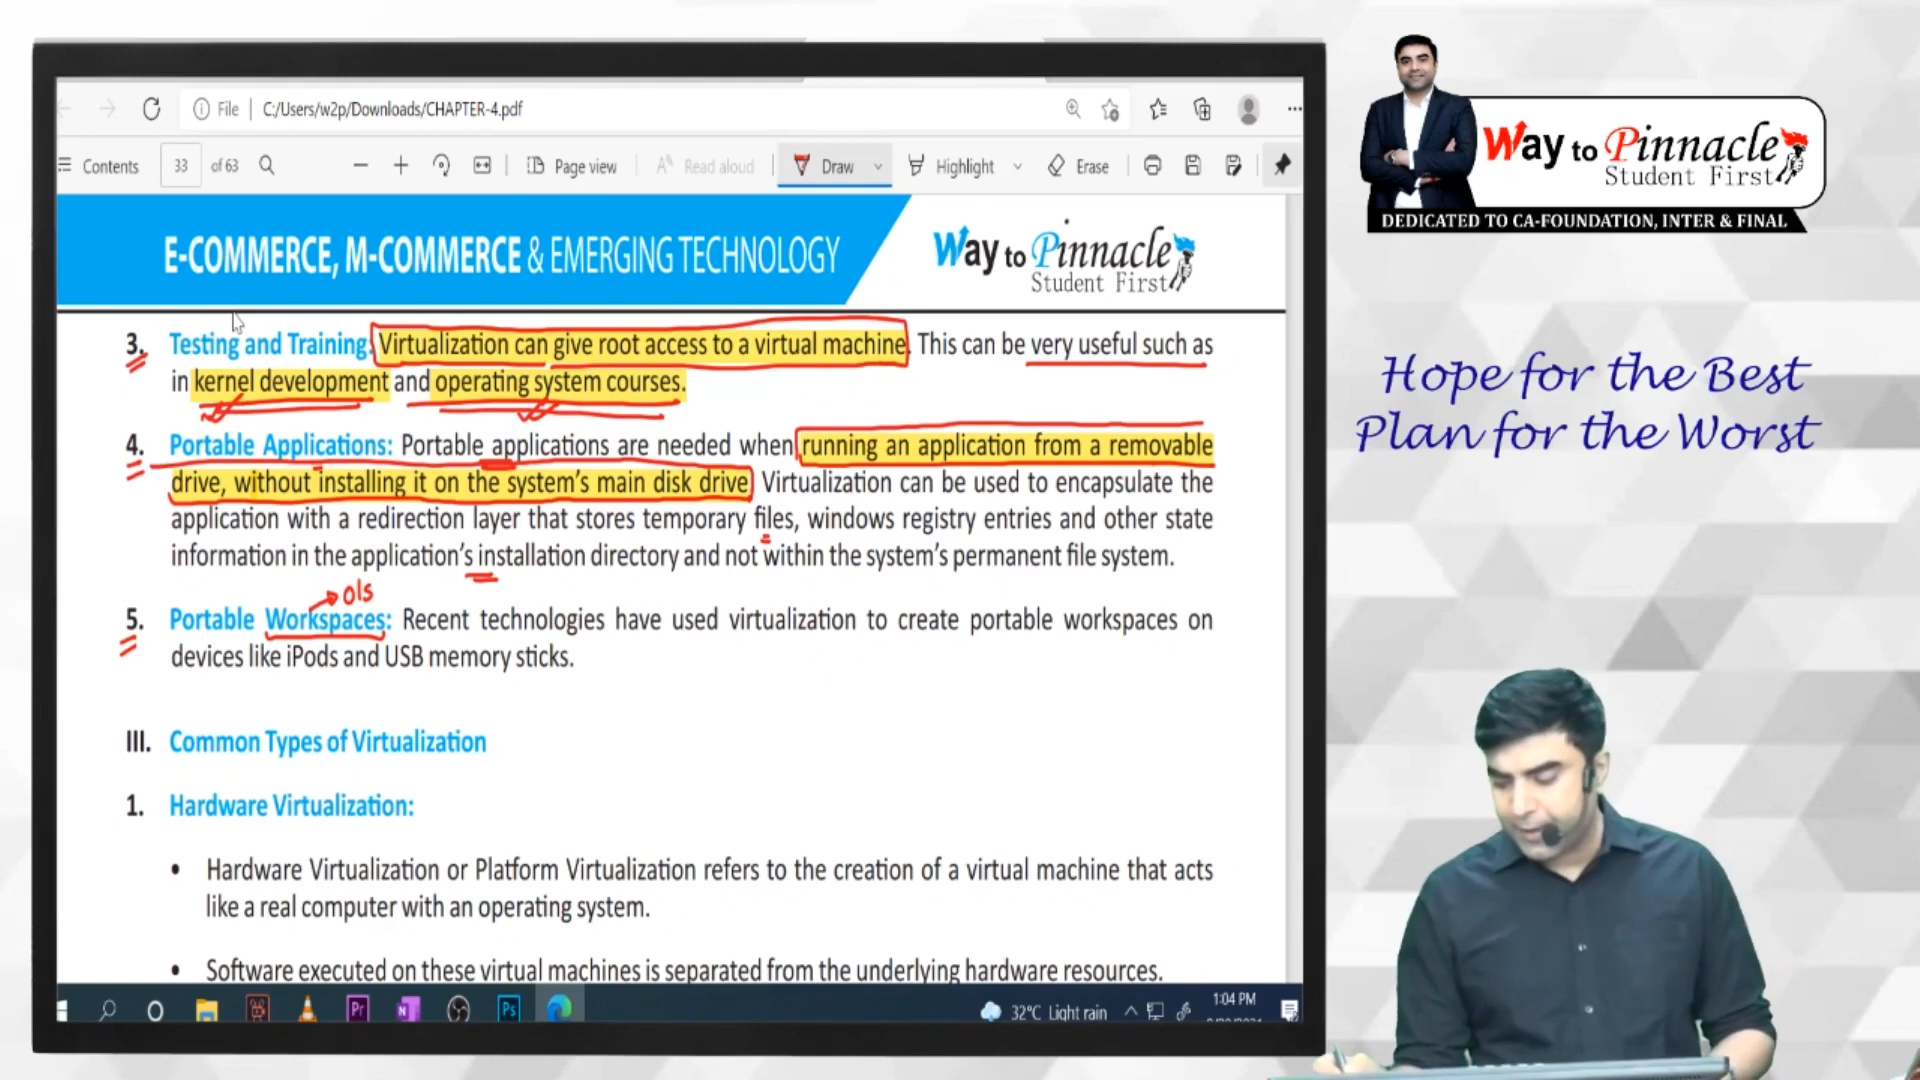 File | C:/Users/w2p/Downloads/CHAPTER-4.pdf
Contents 33 of 63 Page view Read aloud Draw Highlight Erase
E-COMMERCE, M-COMMERCE & EMERGING TECHNOLOGY
Way to Pinnacle
Student First
3. Testing and Training: Virtualization can give root access to a virtual machine. This can be very useful such as
in kernel development and operating system courses.
4. Portable Applications: Portable applications are needed when running an application from a removable
drive, without installing it on the system's main disk drive. Virtualization can be used to encapsulate the
application with a redirection layer that stores temporary files, windows registry entries and other state
information in the application's installation directory and not within the system's permanent file system.
ols
5. Portable Workspaces: Recent technologies have used virtualization to create portable workspaces on
devices like iPods and USB memory sticks.
III. Common Types of Virtualization
1. Hardware Virtualization:
• Hardware Virtualization or Platform Virtualization refers to the creation of a virtual machine that acts
like a real computer with an operating system.
• Software executed on these virtual machines is separated from the underlying hardware resources.
Pr N Ps 32°C Light rain 1:04 PM
Way to Pinnacle
Student First
DEDICATED TO CA-FOUNDATION, INTER & FINAL
Hope for the Best
Plan for the Worst